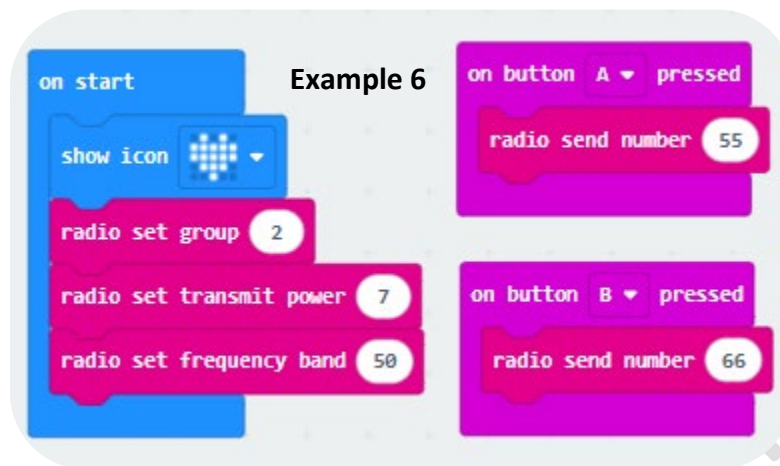 Example 6
on start
show icon
radio set group 2
radio set transmit power 7
radio set frequency band 50
on button A pressed
radio send number 55
on button B pressed
radio send number 66